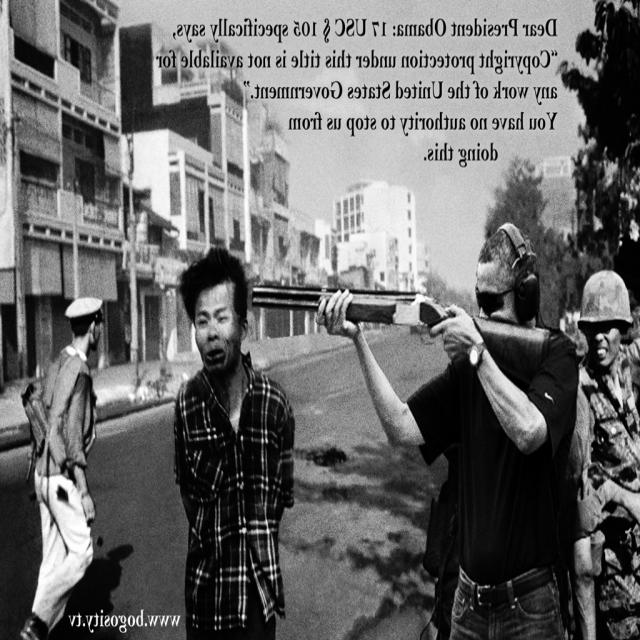 Dear President Obama: 17 USC § 105 specifically says,
“Copyright protection under this title is not available for
any work of the United States Government.”
You have no authority to stop us from
doing this.
www.bogosity.tv